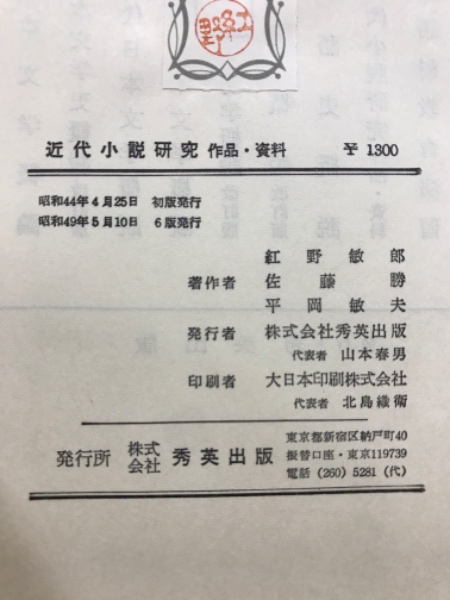 紅野
近代小説研究 作品・資料 ￥1300
昭和44年4月25日 初版発行
昭和49年5月10日 6版発行
紅野敏郎
著作者 佐藤勝
平岡敏夫
発行者 株式会社秀英出版
代表者 山本春男
印刷者 大日本印刷株式会社
代表者 北島織衛
発行所 株式会社 秀英出版
東京都新宿区納戸町40
振替口座・東京119739
電話 (260) 5281 (代)